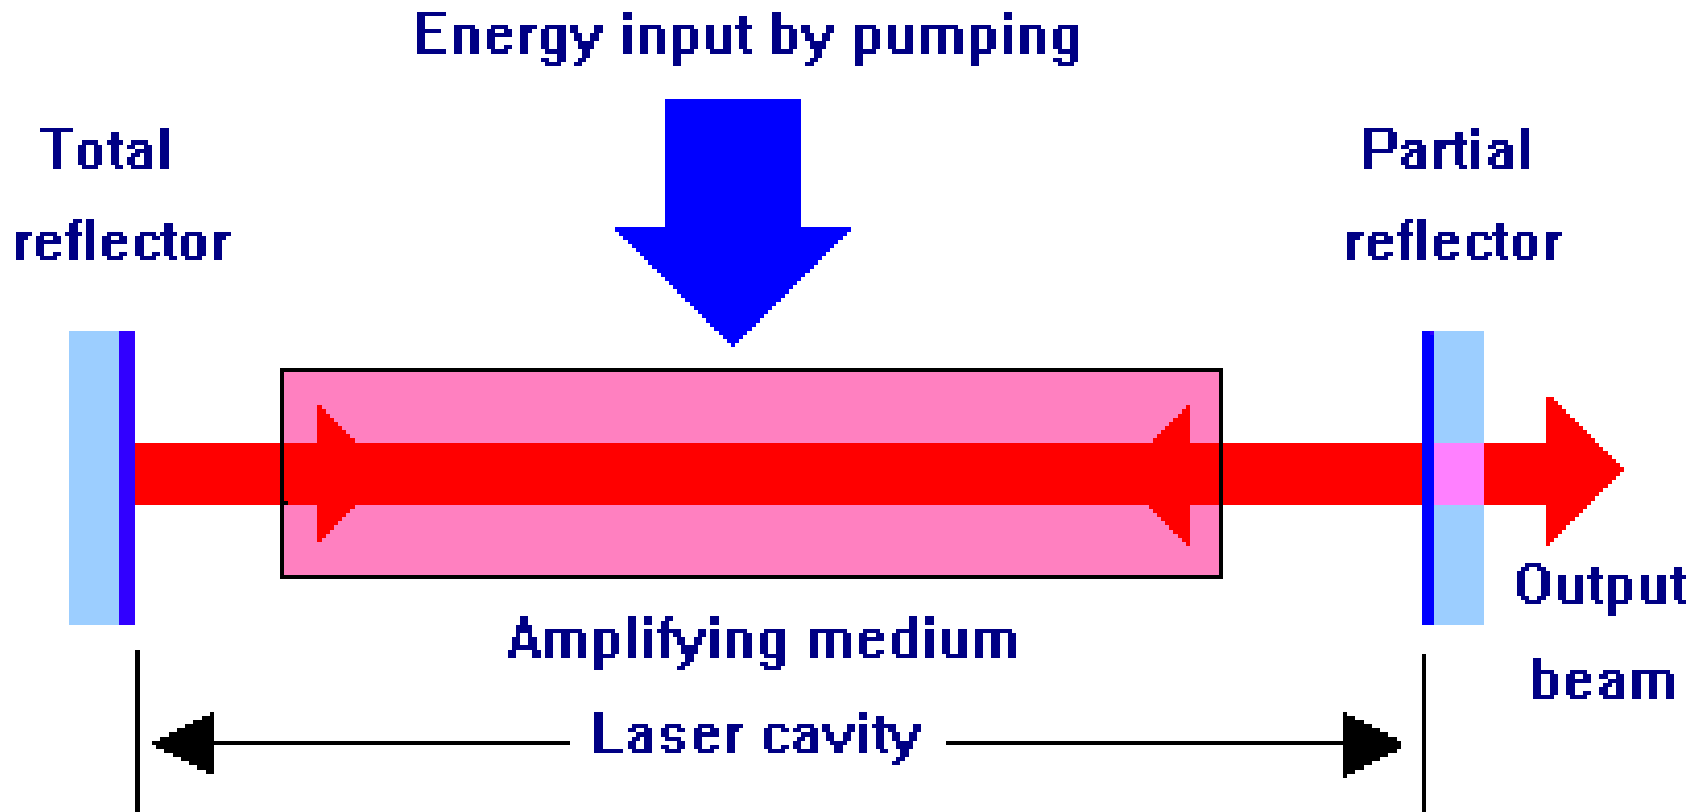 Energy input by pumping
Total
reflector
Partial
reflector
Output
beam
Amplifying medium
Laser cavity